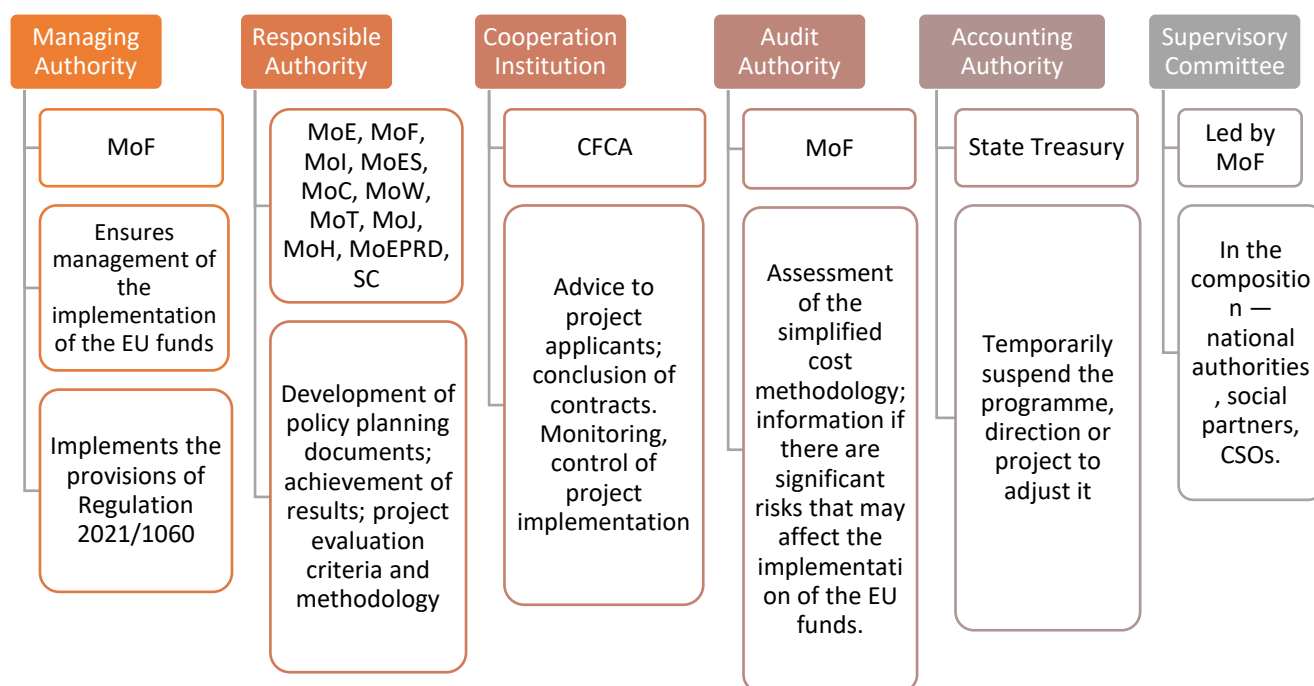 Managing
Authority
MoF
Ensures
management of
the
implementation
of the EU funds
Implements the
provisions of
Regulation
2021/1060
Responsible
Authority
MoE, MoF,
MoI, MoES,
MoC, MoW,
MoT, MoJ,
MoH, MoEPRD,
SC
Development of
policy planning
documents;
achievement of
results; project
evaluation
criteria and
methodology
Cooperation
Institution
CFCA
Advice to
project
applicants;
conclusion of
contracts.
Monitoring,
control of
project
implementation
Audit
Authority
MoF
Assessment
of the
simplified
cost
methodology;
information if
there are
significant
risks that may
affect the
implementati
on of the EU
funds.
Accounting
Authority
State Treasury
Temporarily
suspend the
programme,
direction or
project to
adjust it
Supervisory
Committee
Led by
MoF
In the
compositio
n —
national
authorities
, social
partners,
CSOs.